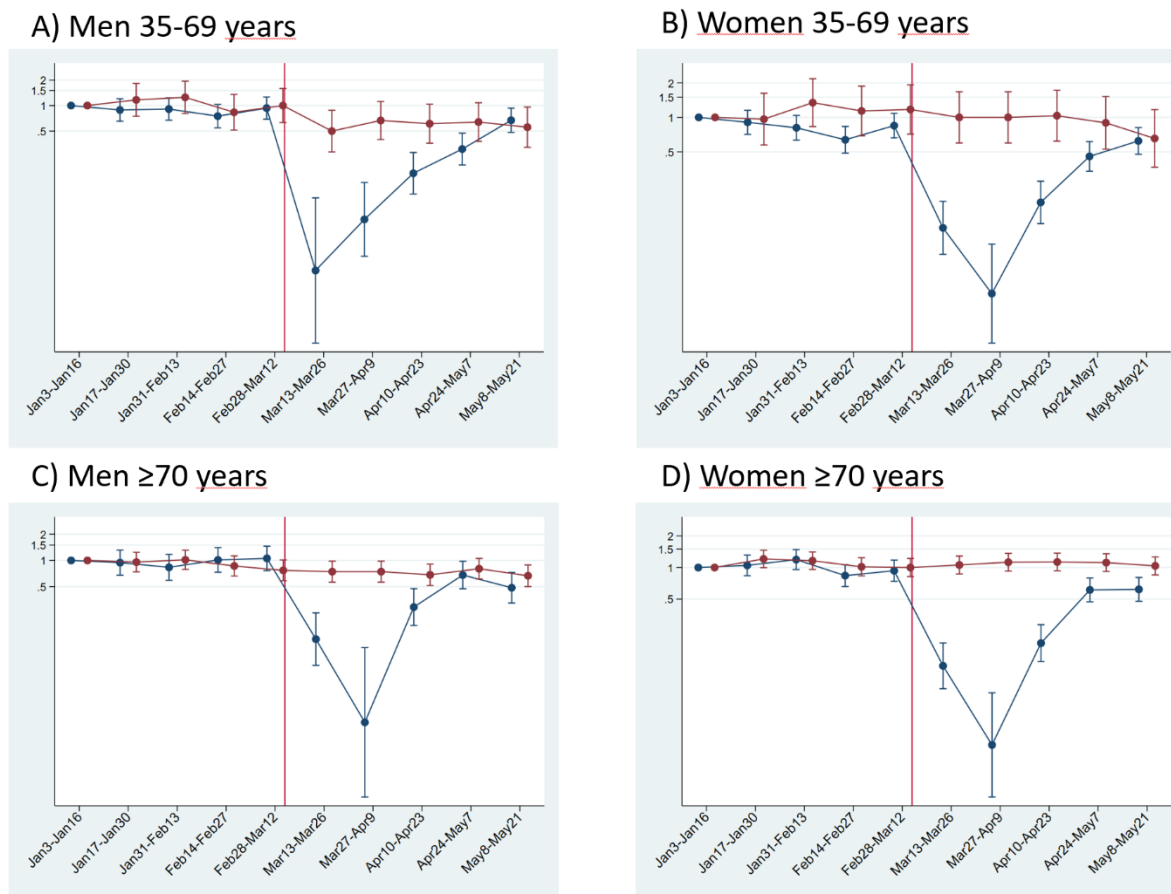 A) Men 35-69 years
2
1.5
1
.5
Jan3-Jan16
Jan17-Jan30
Jan31-Feb13
Feb14-Feb27
Feb28-Mar12
Mar13-Mar26
Mar27-Apr9
Apr10-Apr23
Apr24-May7
May8-May21
B) Women 35-69 years
2
1.5
1
.5
Jan3-Jan16
Jan17-Jan30
Jan31-Feb13
Feb14-Feb27
Feb28-Mar12
Mar13-Mar26
Mar27-Apr9
Apr10-Apr23
Apr24-May7
May8-May21
C) Men ≥70 years
2
1.5
1
.5
Jan3-Jan16
Jan17-Jan30
Jan31-Feb13
Feb14-Feb27
Feb28-Mar12
Mar13-Mar26
Mar27-Apr9
Apr10-Apr23
Apr24-May7
May8-May21
D) Women ≥70 years
2
1.5
1
.5
Jan3-Jan16
Jan17-Jan30
Jan31-Feb13
Feb14-Feb27
Feb28-Mar12
Mar13-Mar26
Mar27-Apr9
Apr10-Apr23
Apr24-May7
May8-May21